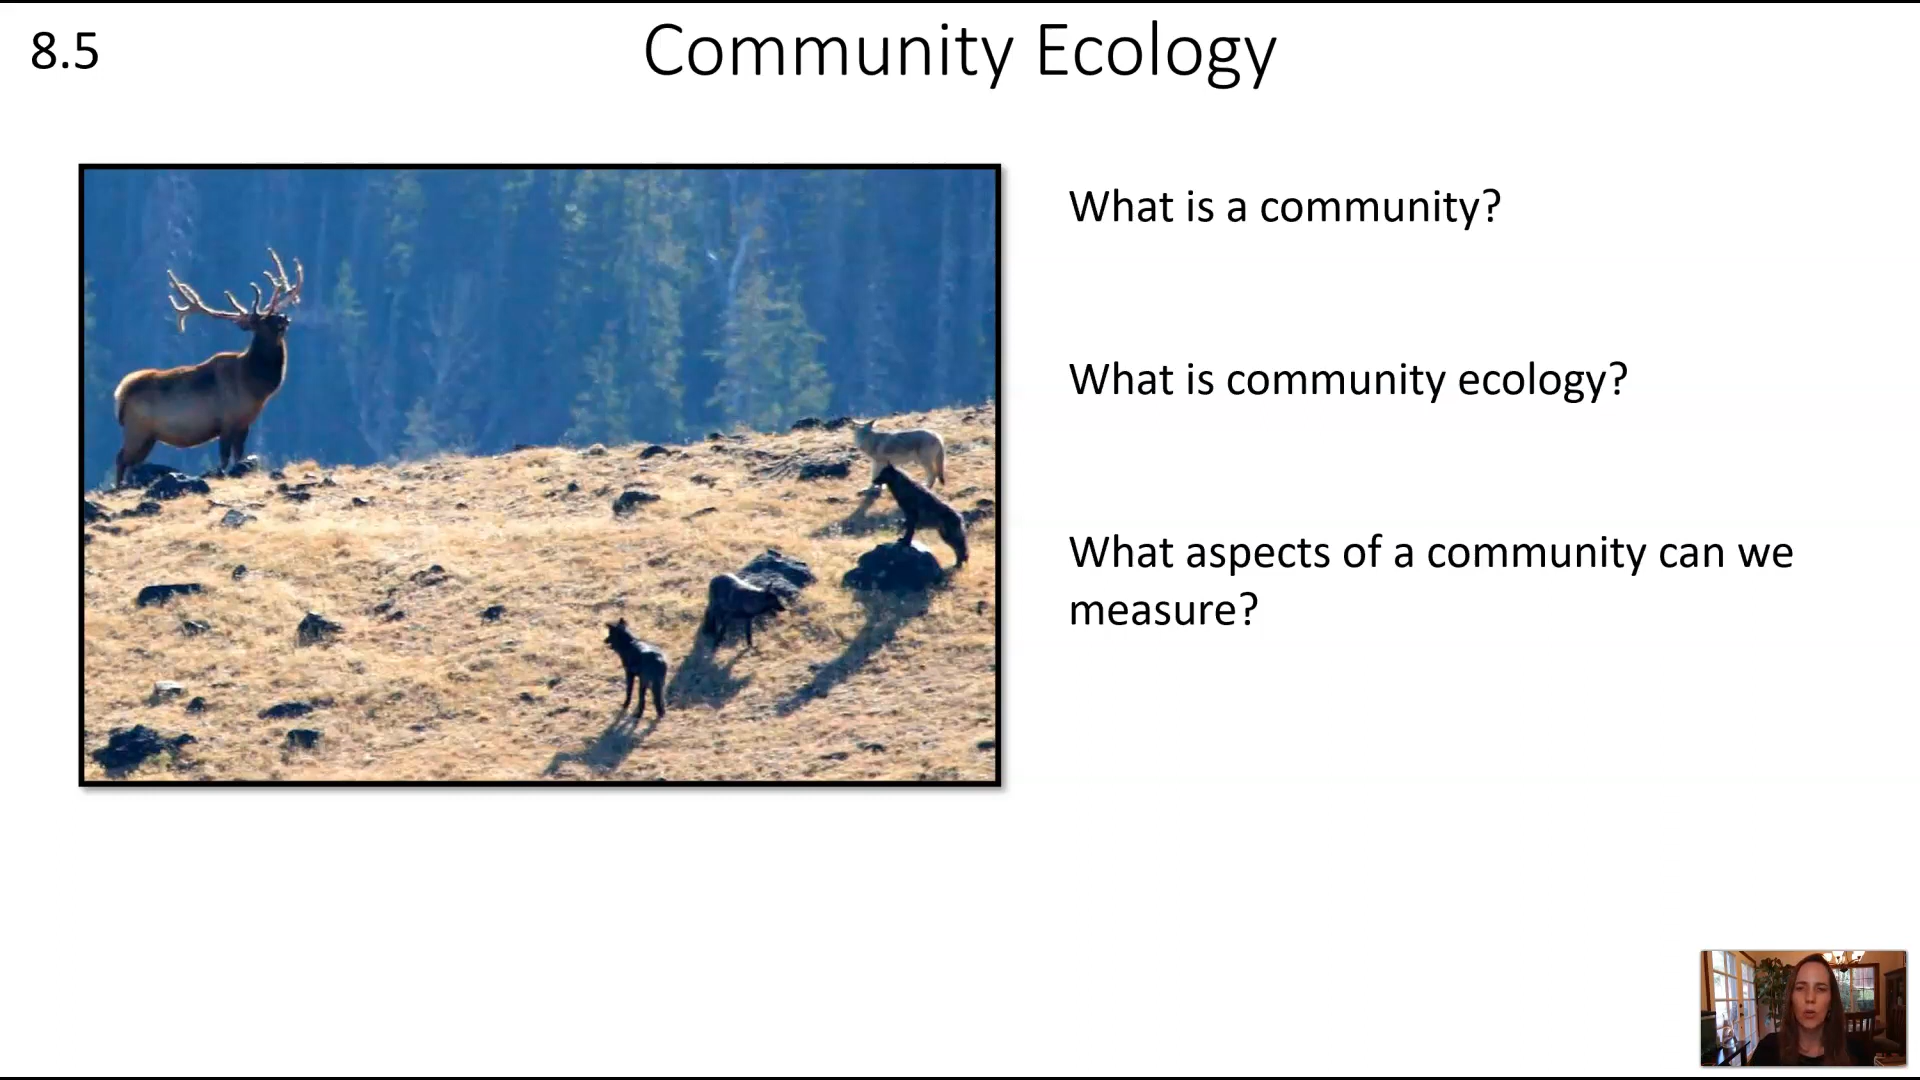 8.5
Community Ecology
What is a community?
What is community ecology?
What aspects of a community can we
measure?